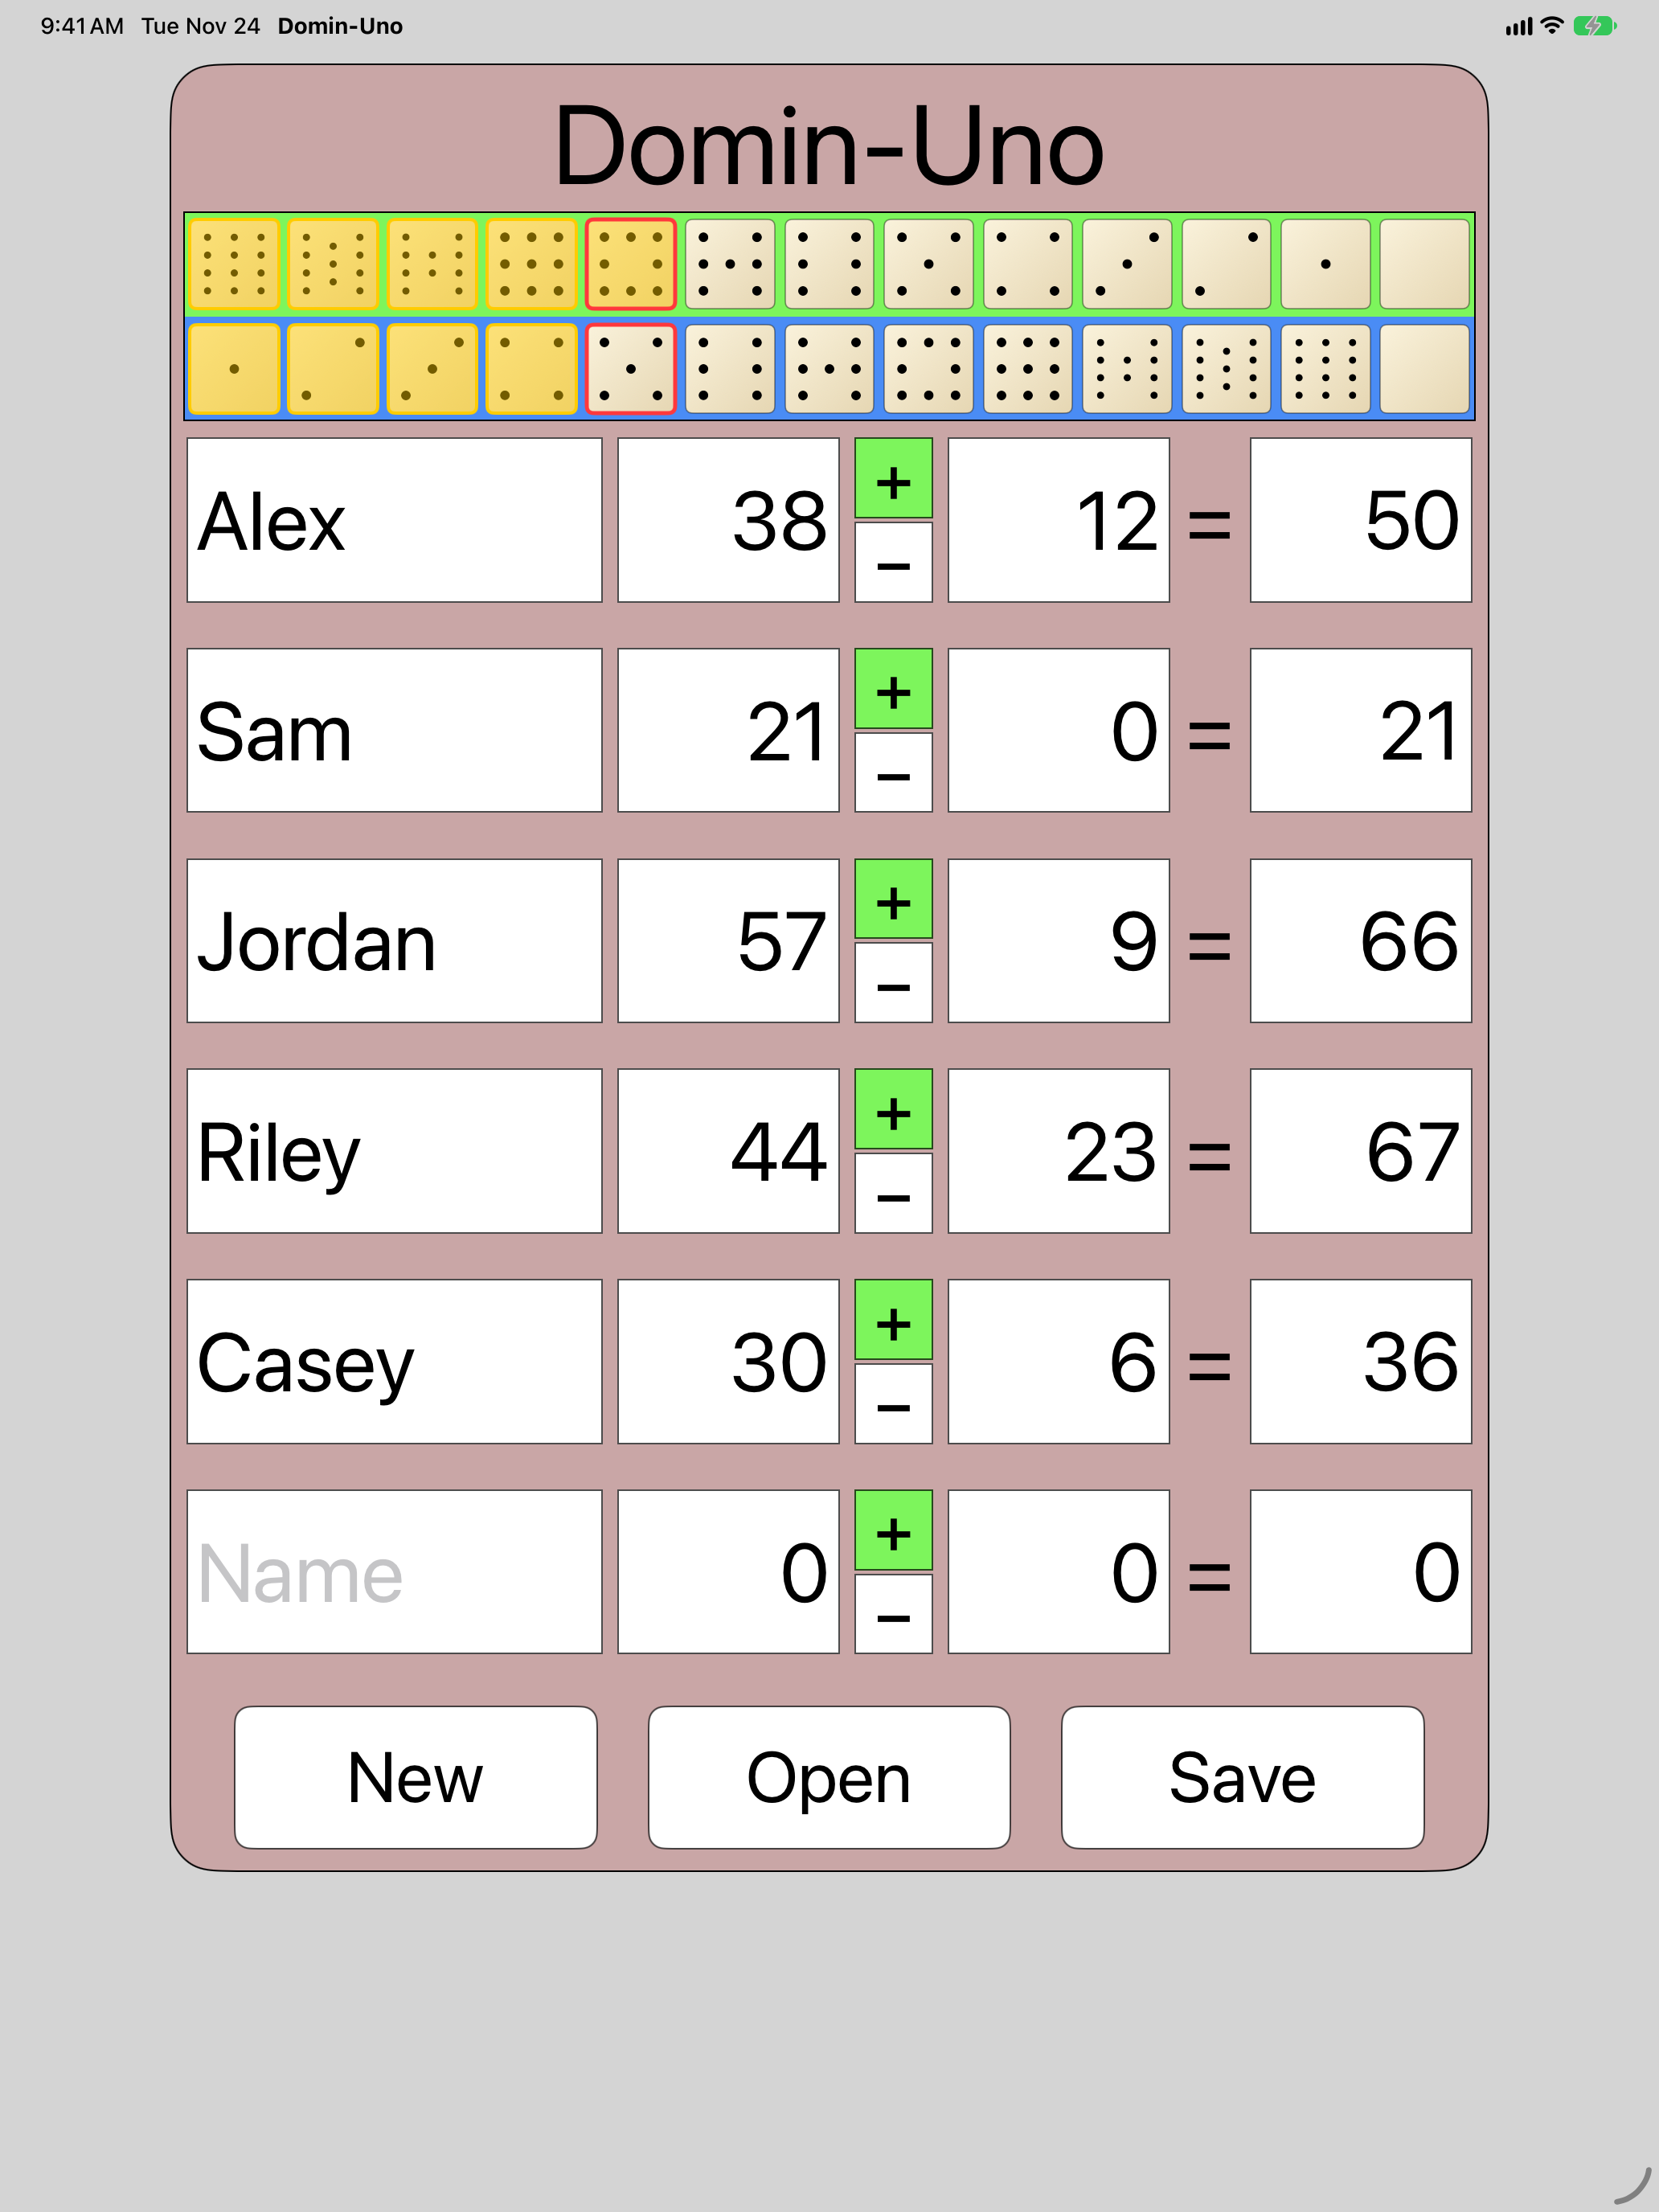 9:41 AM Tue Nov 24 Domin-Uno
Domin-Uno
Alex 38 + − 12 = 50
Sam 21 + − 0 = 21
Jordan 57 + − 9 = 66
Riley 44 + − 23 = 67
Casey 30 + − 6 = 36
Name 0 + − 0 = 0
New Open Save